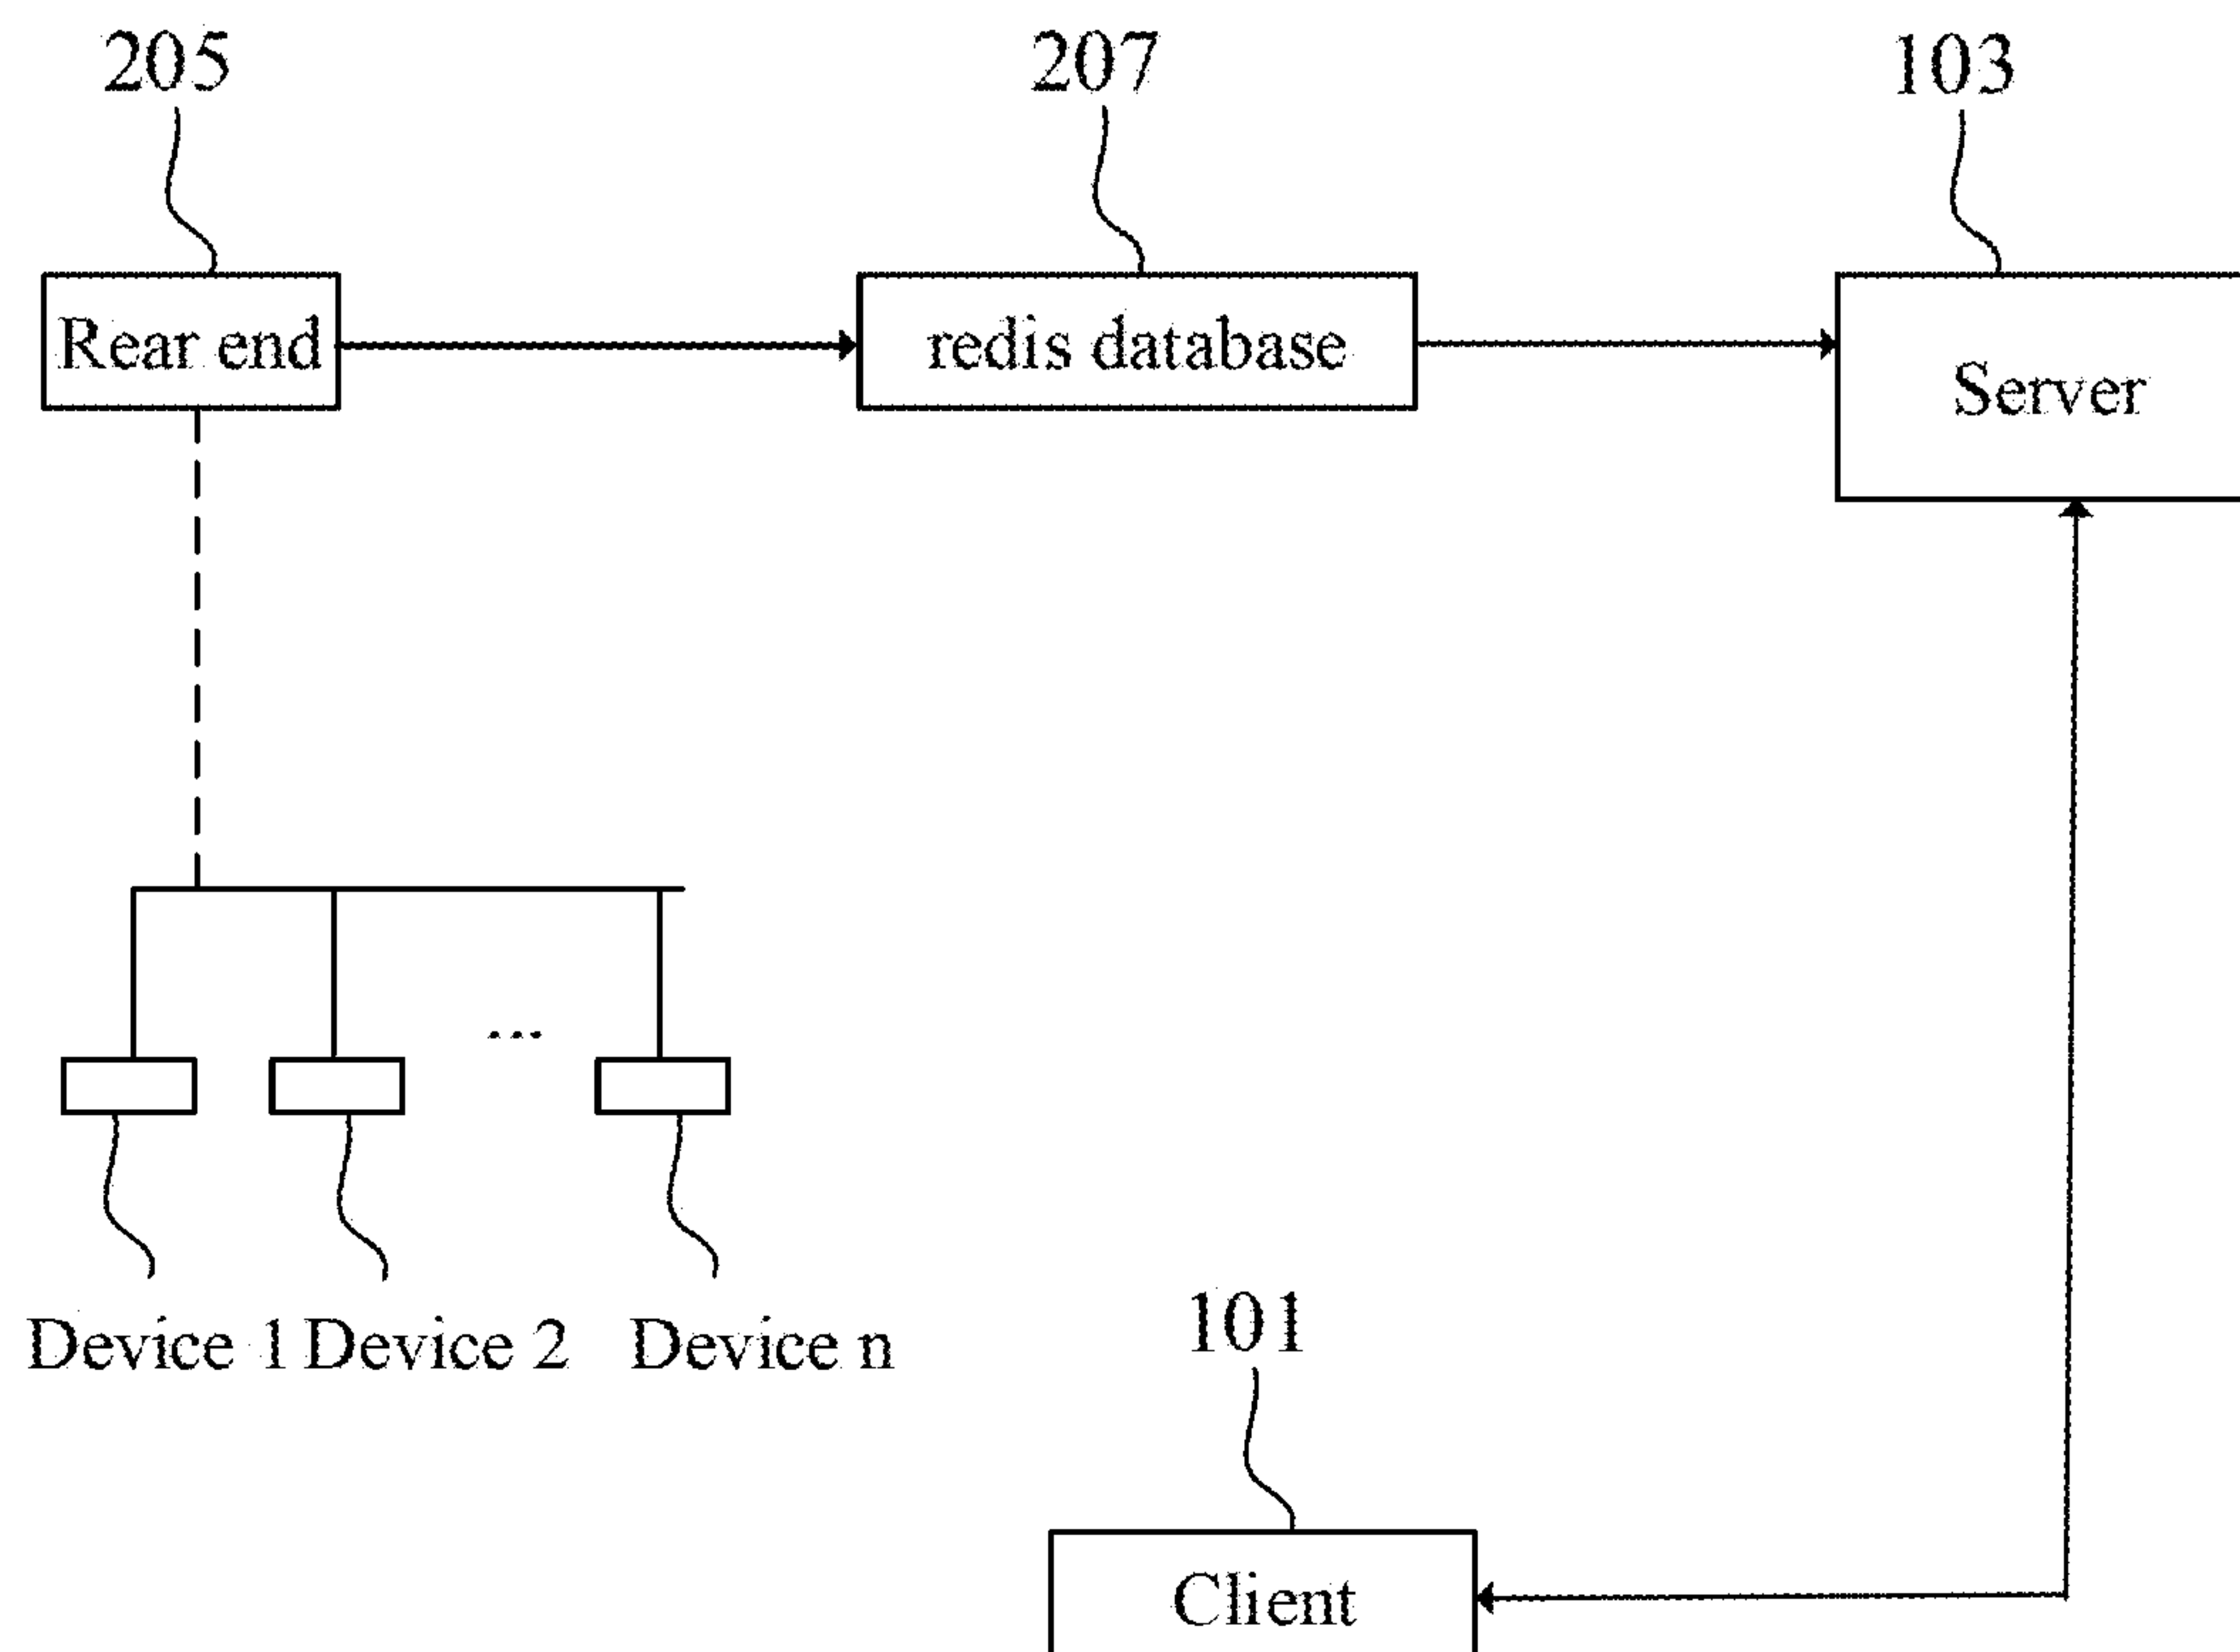 205
207
103
Rear end
redis database
Server
...
Device 1
Device 2
Device n
101
Client